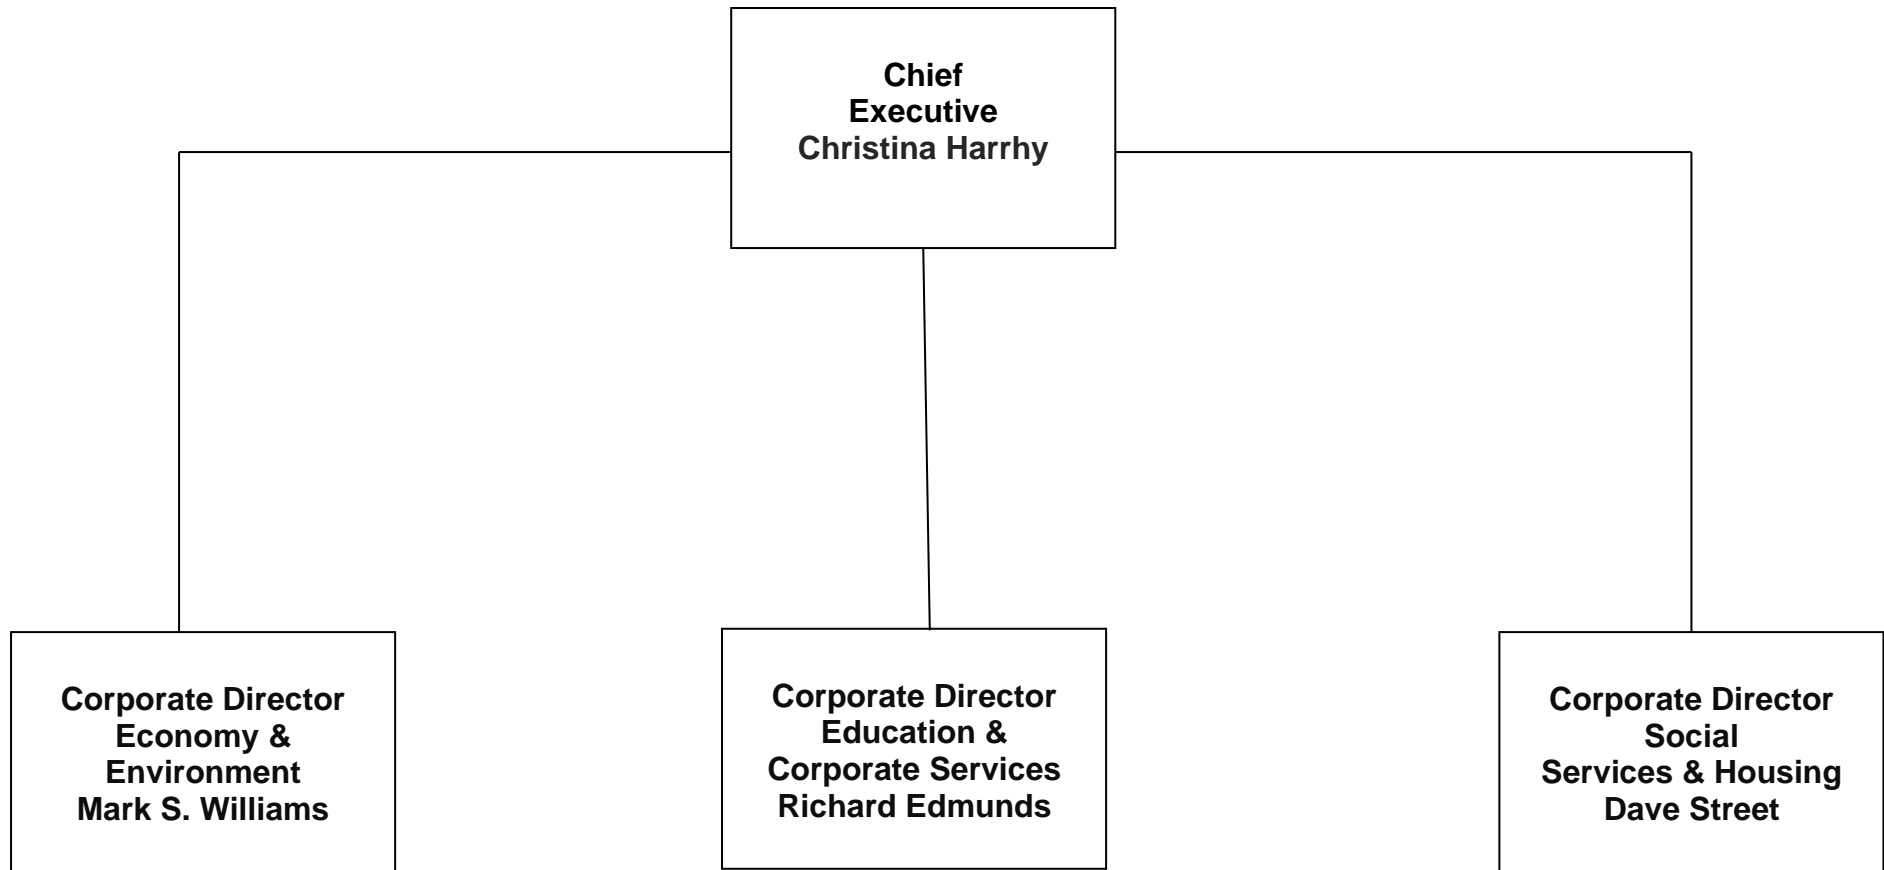 Chief
Executive
Christina Harrhy
Corporate Director
Economy &
Environment
Mark S. Williams
Corporate Director
Education &
Corporate Services
Richard Edmunds
Corporate Director
Social
Services & Housing
Dave Street